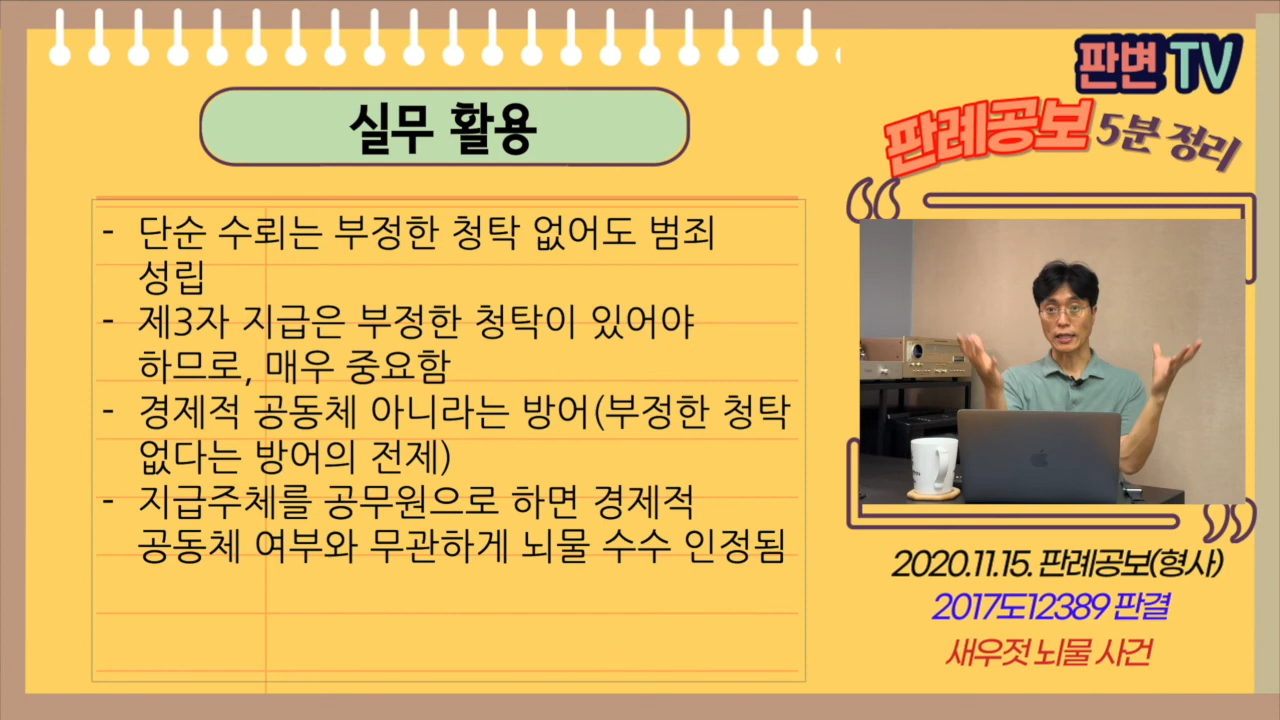 판변 TV
판례공보 5분 정리
실무 활용
- 단순 수뢰는 부정한 청탁 없어도 범죄
성립
- 제3자 지급은 부정한 청탁이 있어야
하므로, 매우 중요함
- 경제적 공동체 아니라는 방어(부정한 청탁
없다는 방어의 전제)
- 지급주체를 공무원으로 하면 경제적
공동체 여부와 무관하게 뇌물 수수 인정됨
2020.11.15. 판례공보(형사)
2017도12389 판결
새우젓 뇌물 사건